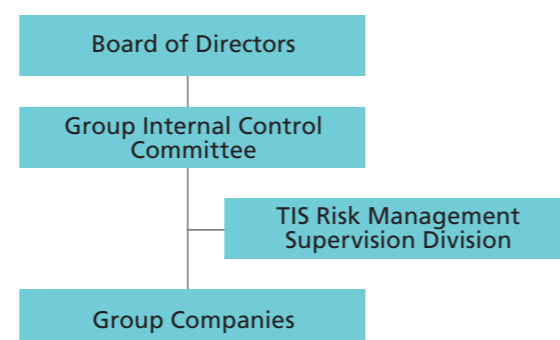 Board of Directors
Group Internal Control
Committee
TIS Risk Management
Supervision Division
Group Companies